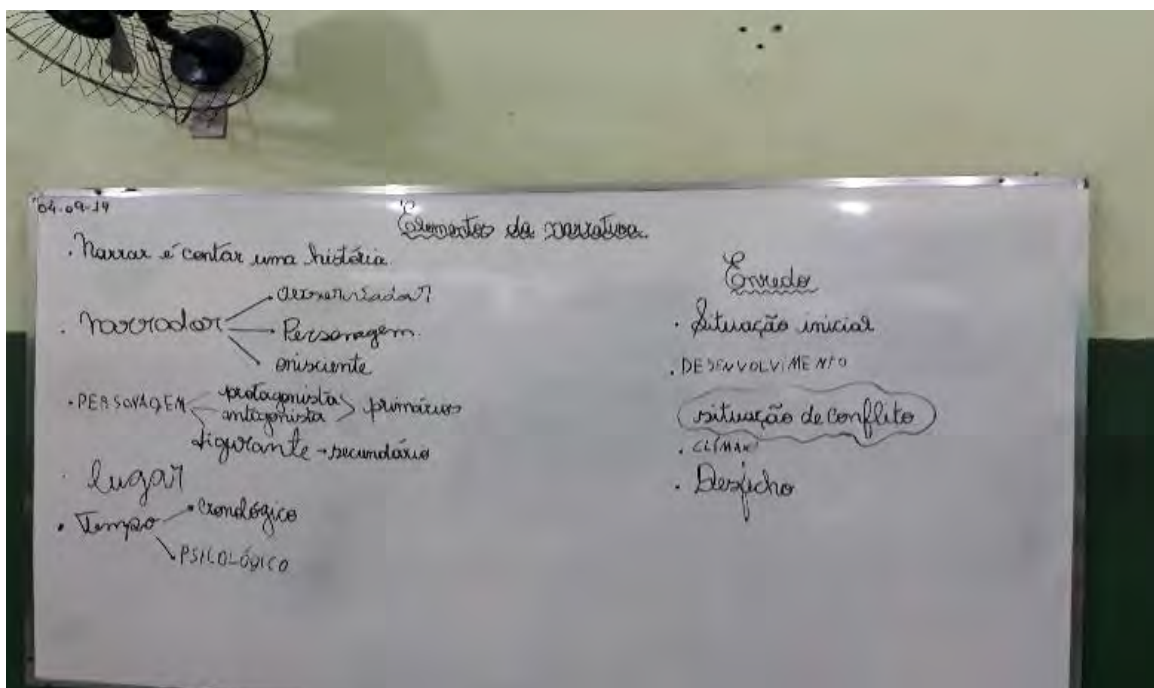 04-09-19
Elementos da narrativa
. Narrar é contar uma história.
. narrador
Personagem.
onisciente
. PERSONAGEM
protagonista
antagonista
primários
figurante → secundário
. lugar
. Tempo
. Cronológico
PSICOLÓGICO
Enredo
. Situação inicial
. DESENVOLVIMENTO
situação de conflito
. CLÍMAX
. Desfecho